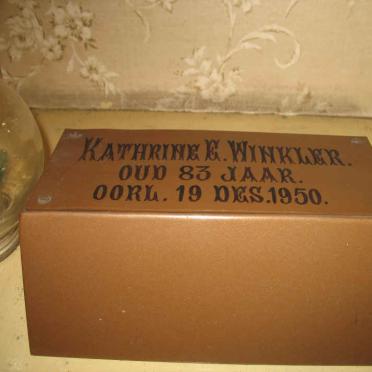 KATHRINE E. WINKLER.
OUD 83 JAAR.
OORL. 19 DES. 1950.